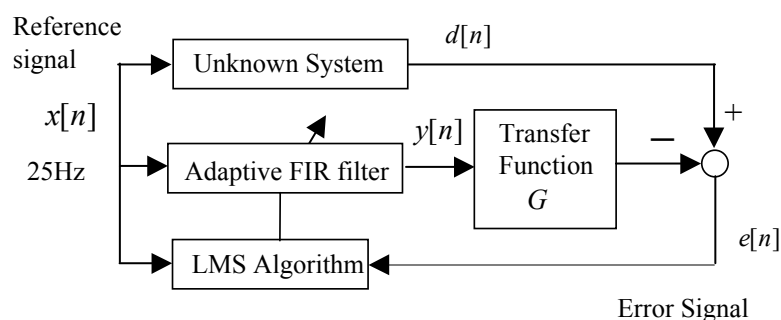 Reference
signal
d[n]
Unknown System
x[n]
+
25Hz
Adaptive FIR filter
y[n]
Transfer
Function
G
−
LMS Algorithm
e[n]
Error Signal